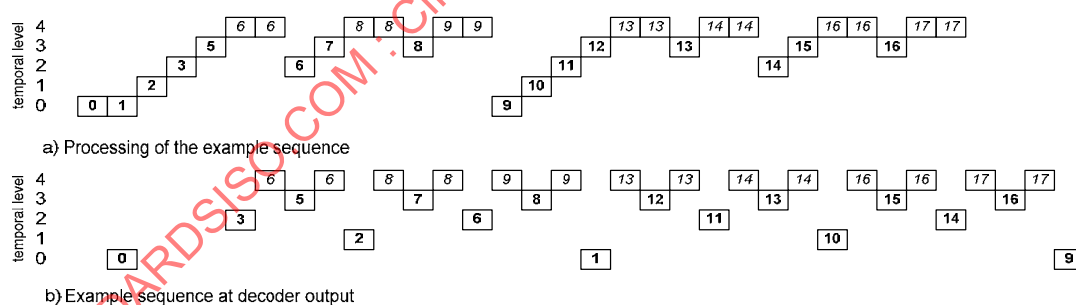 temporal level
4 6 6 8 8 9 9 13 13 14 14 16 16 17 17
3 5 7 8 12 13 15 16
2 3 6 11 14
1 2 10
0 0 1 9
a) Processing of the example sequence
temporal level
4 6 6 8 8 9 9 13 13 14 14 16 16 17 17
3 5 7 8 12 13 15 16
2 3 6 11 14
1 2 10
0 0 1 9
b) Example sequence at decoder output
ARDSISO.COM : Cli